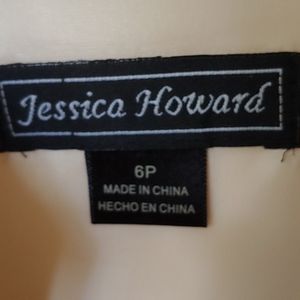 Jessica Howard
6P
MADE IN CHINA
HECHO EN CHINA